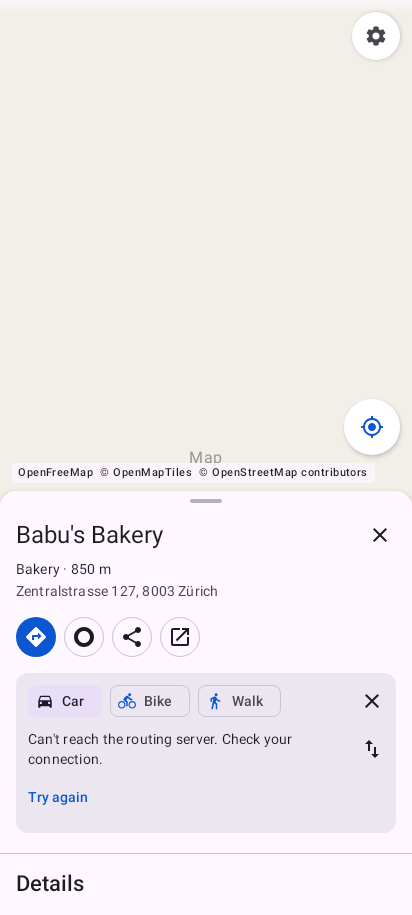 Map
OpenFreeMap © OpenMapTiles © OpenStreetMap contributors
Babu's Bakery
Bakery · 850 m
Zentralstrasse 127, 8003 Zürich
Car
Bike
Walk
Can't reach the routing server. Check your
connection.
Try again
Details